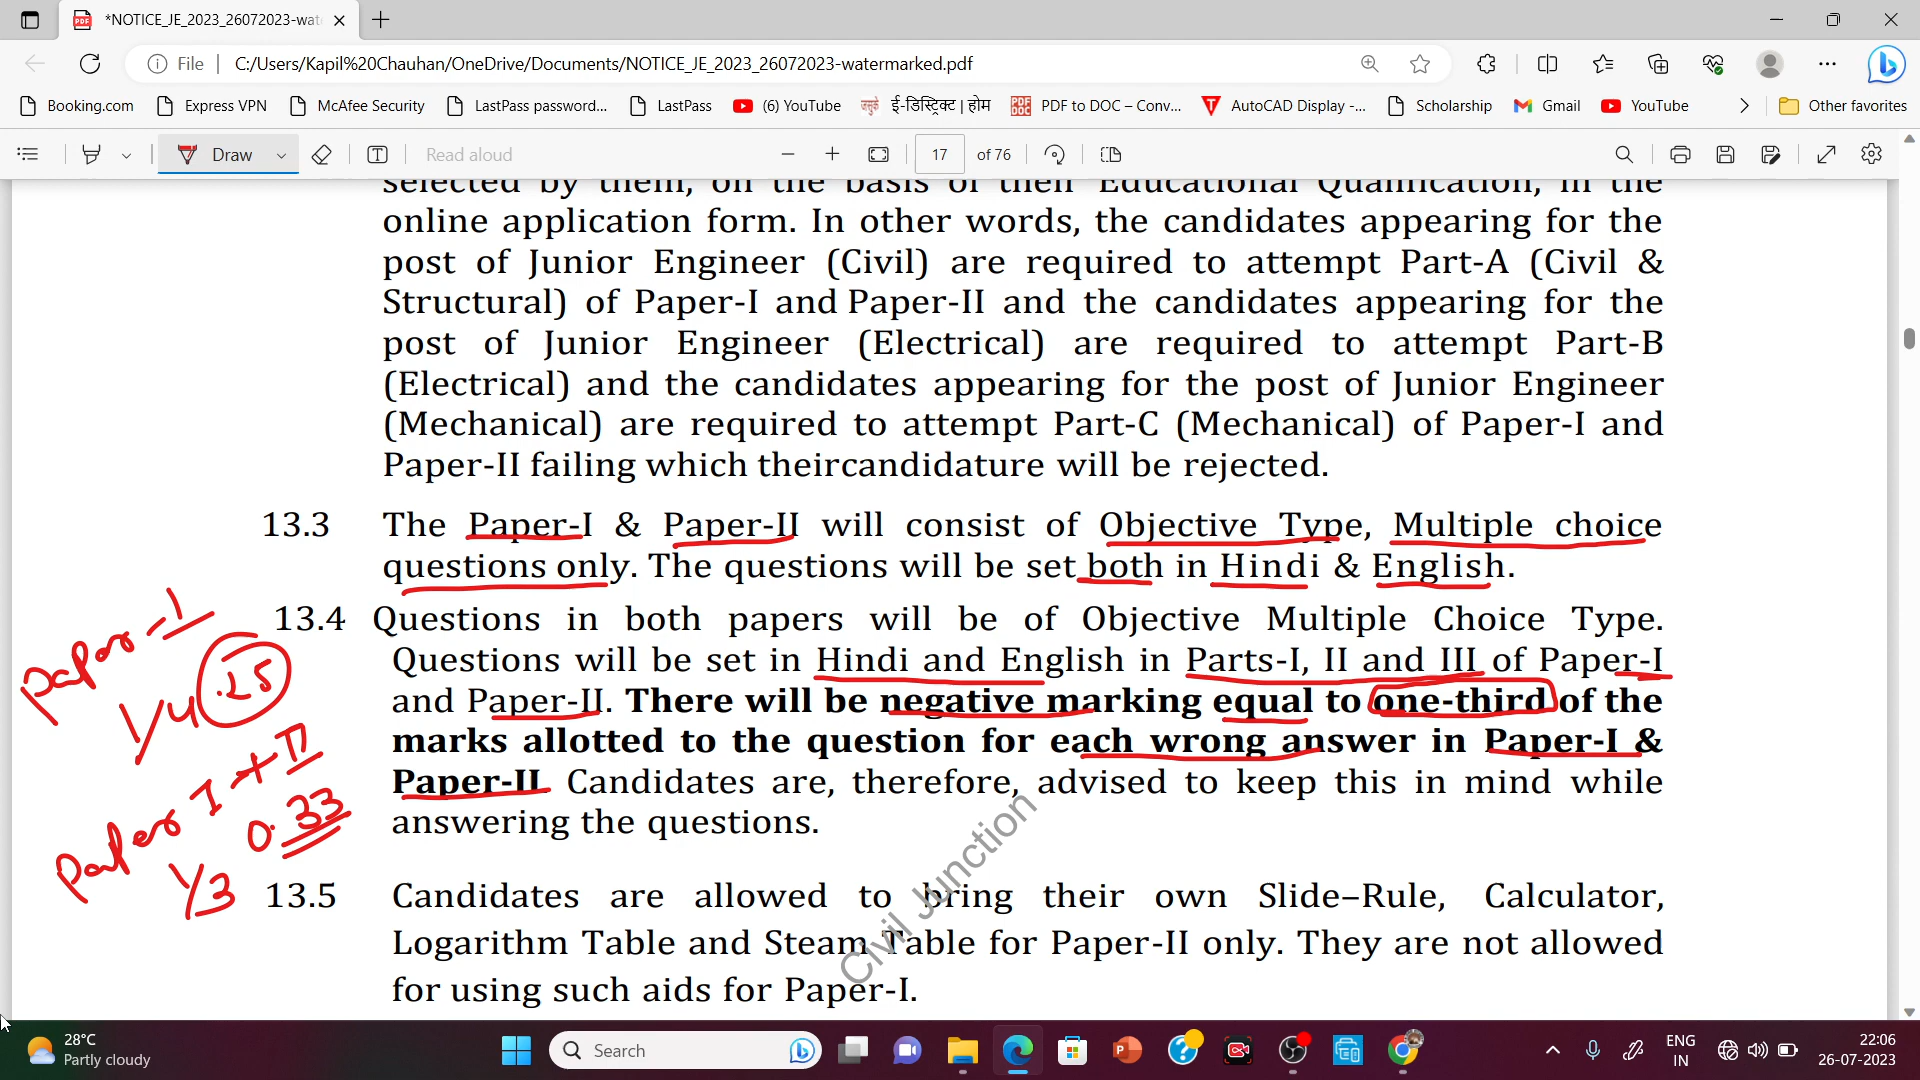 *NOTICE_JE_2023_26072023-wat
File
C:/Users/Kapil%20Chauhan/OneDrive/Documents/NOTICE_JE_2023_26072023-watermarked.pdf
Booking.com Express VPN McAfee Security LastPass password... LastPass (6) YouTube ई-डिस्ट्रिक्ट | होम PDF to DOC – Conv... AutoCAD Display -... Scholarship Gmail YouTube Other favorites
Draw Read aloud 17 of 76
selected by them, on the basis of their Educational Qualification, in the
online application form. In other words, the candidates appearing for the
post of Junior Engineer (Civil) are required to attempt Part-A (Civil &
Structural) of Paper-I and Paper-II and the candidates appearing for the
post of Junior Engineer (Electrical) are required to attempt Part-B
(Electrical) and the candidates appearing for the post of Junior Engineer
(Mechanical) are required to attempt Part-C (Mechanical) of Paper-I and
Paper-II failing which theircandidature will be rejected.
13.3 The Paper-I & Paper-II will consist of Objective Type, Multiple choice
questions only. The questions will be set both in Hindi & English.
13.4 Questions in both papers will be of Objective Multiple Choice Type.
Questions will be set in Hindi and English in Parts-I, II and III of Paper-I
and Paper-II. There will be negative marking equal to one-third of the
marks allotted to the question for each wrong answer in Paper-I &
Paper-II. Candidates are, therefore, advised to keep this in mind while
answering the questions.
13.5 Candidates are allowed to bring their own Slide–Rule, Calculator,
Logarithm Table and Steam Table for Paper-II only. They are not allowed
for using such aids for Paper-I.
Paper-I
1/4 .25
Paper I + II
1/3 0.33
Civil Junction
28°C
Partly cloudy
Search
ENG
IN
22:06
26-07-2023